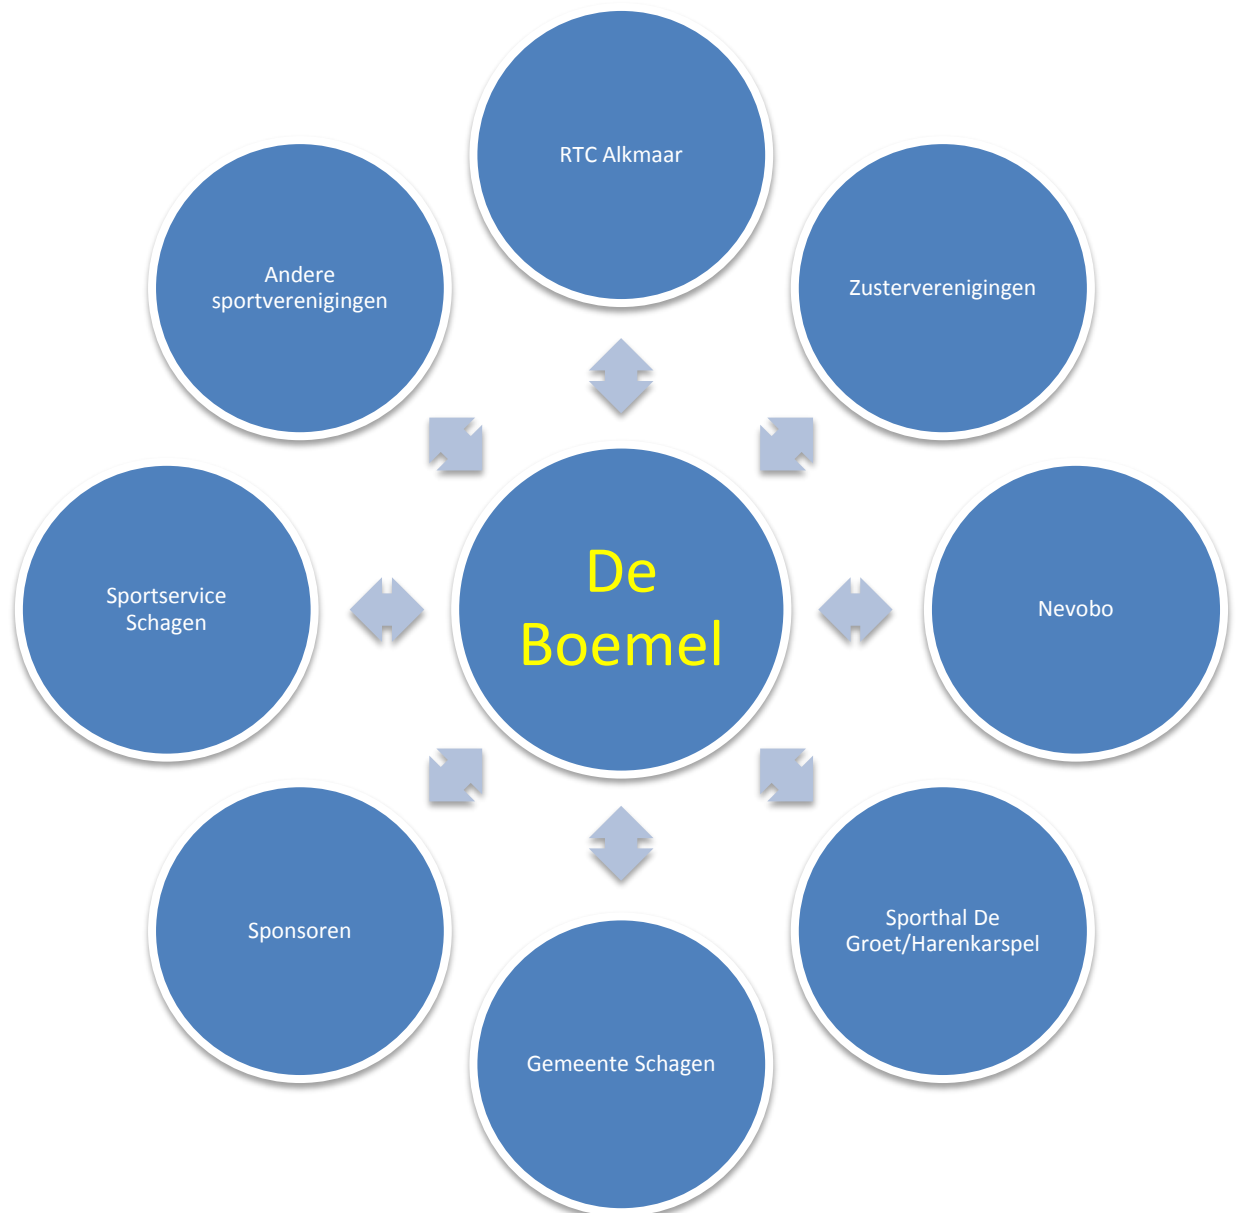 RTC Alkmaar
Andere
sportverenigingen
Zusterverenigingen
Sportservice
Schagen
De
Boemel
Nevobo
Sponsoren
Sporthal De
Groet/Harenkarspel
Gemeente Schagen